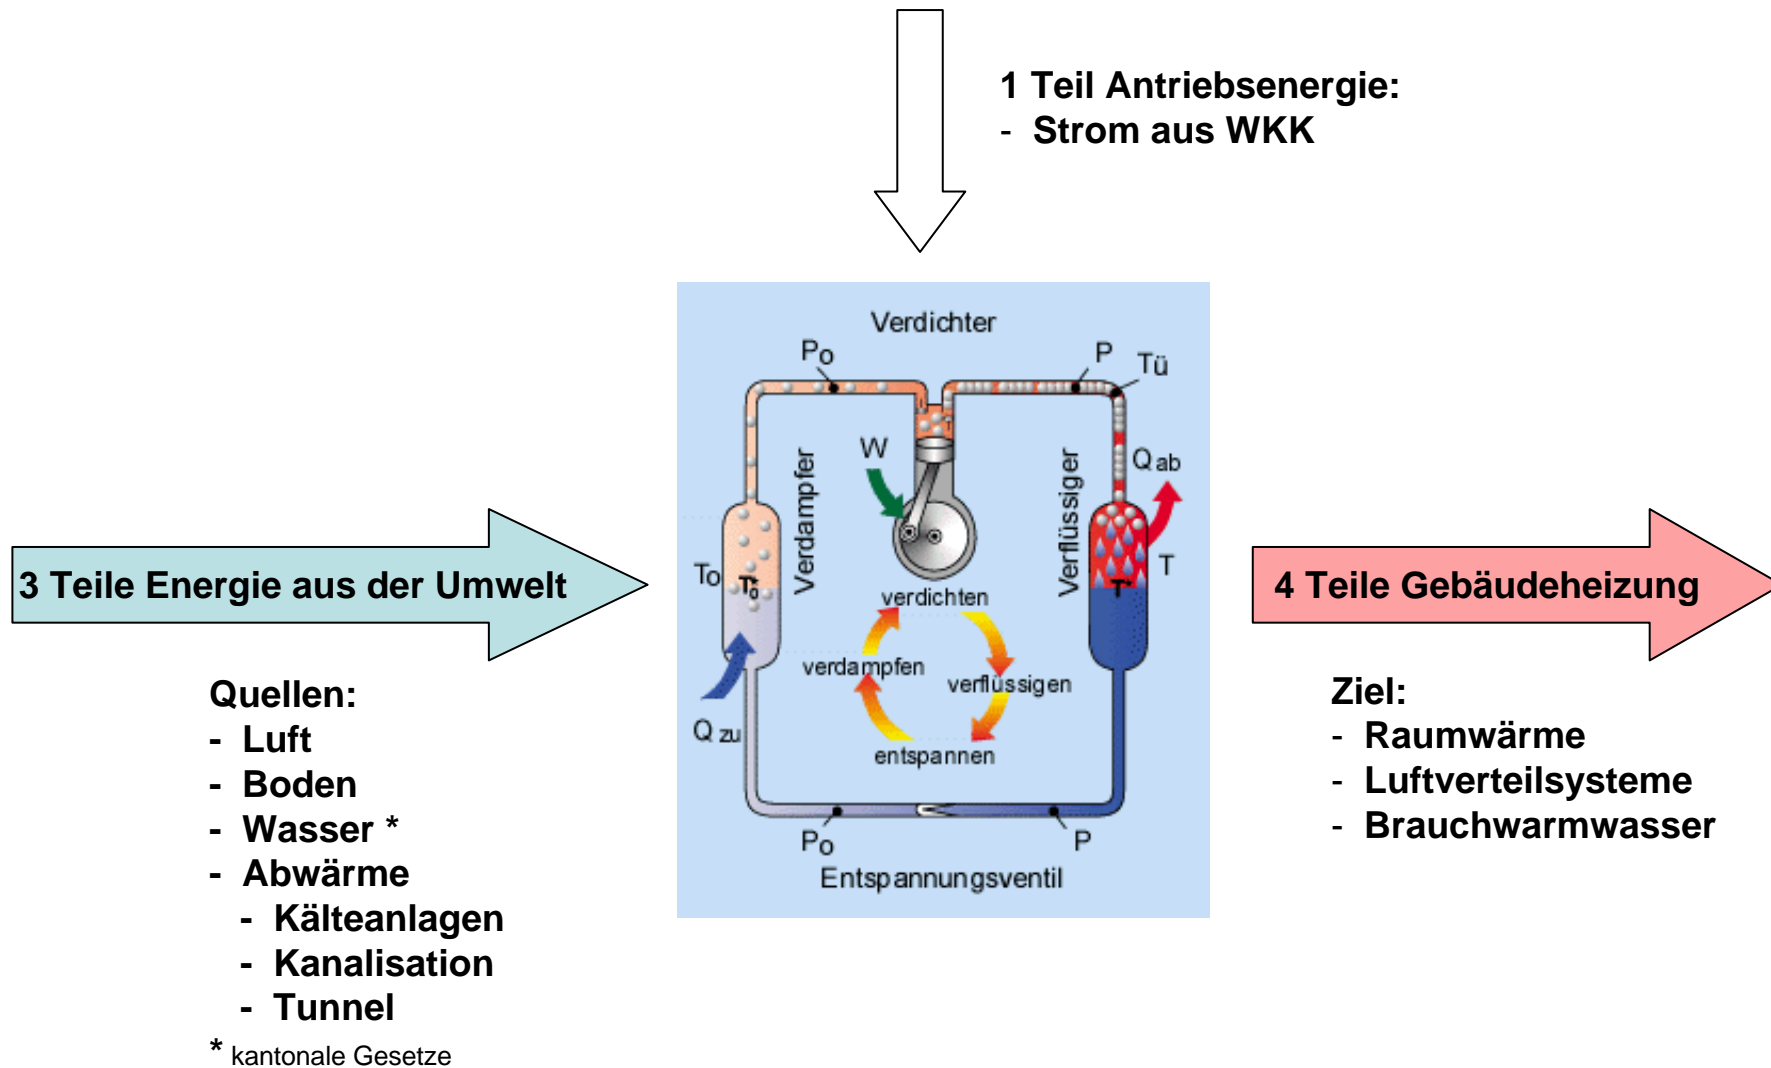 1 Teil Antriebsenergie:
- Strom aus WKK
Verdichter
Po
P
Tü
W
Q ab
Verdampfer
Verflüssiger
To
T
3 Teile Energie aus der Umwelt
4 Teile Gebäudeheizung
verdichten
verdampfen
verflüssigen
entspannen
Q zu
Po
P
Entspannungsventil
Quellen:
- Luft
- Boden
- Wasser *
- Abwärme
- Kälteanlagen
- Kanalisation
- Tunnel
* kantonale Gesetze
Ziel:
- Raumwärme
- Luftverteilsysteme
- Brauchwarmwasser